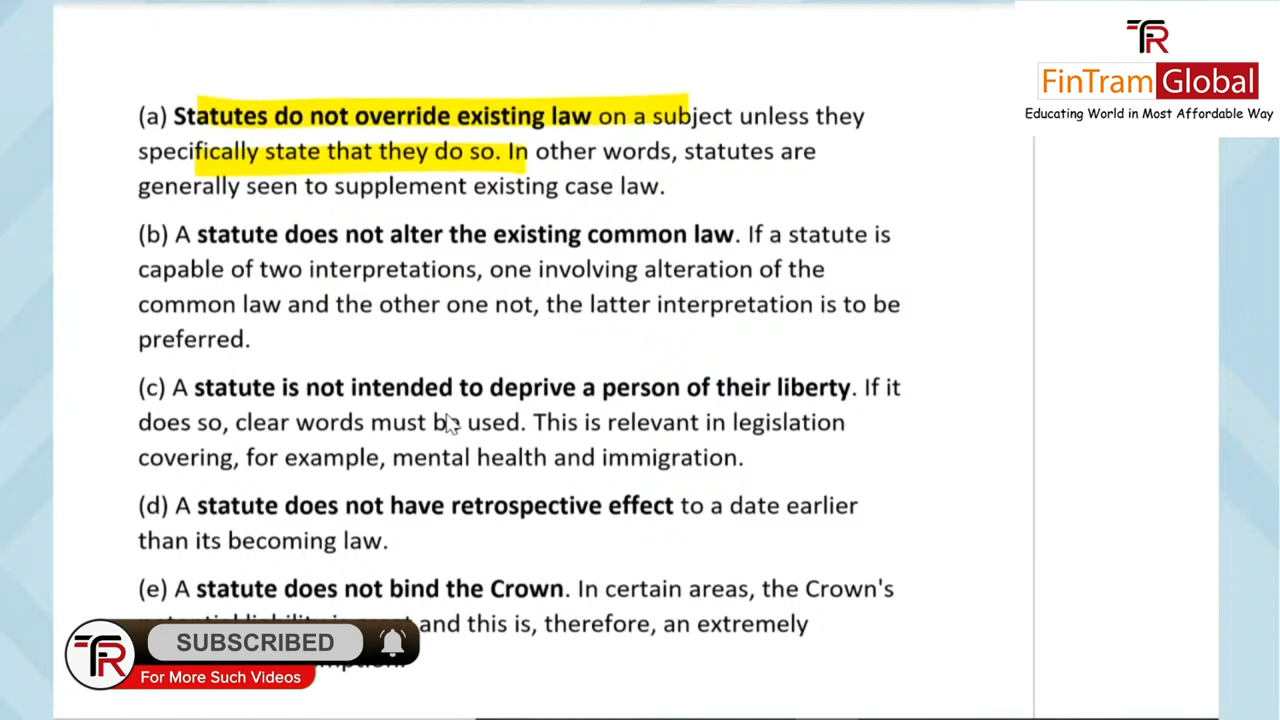 TR
FinTram Global
Educating World in Most Affordable Way
(a) Statutes do not override existing law on a subject unless they
specifically state that they do so. In other words, statutes are
generally seen to supplement existing case law.
(b) A statute does not alter the existing common law. If a statute is
capable of two interpretations, one involving alteration of the
common law and the other one not, the latter interpretation is to be
preferred.
(c) A statute is not intended to deprive a person of their liberty. If it
does so, clear words must be used. This is relevant in legislation
covering, for example, mental health and immigration.
(d) A statute does not have retrospective effect to a date earlier
than its becoming law.
(e) A statute does not bind the Crown. In certain areas, the Crown's
and this is, therefore, an extremely
TR
SUBSCRIBED
For More Such Videos